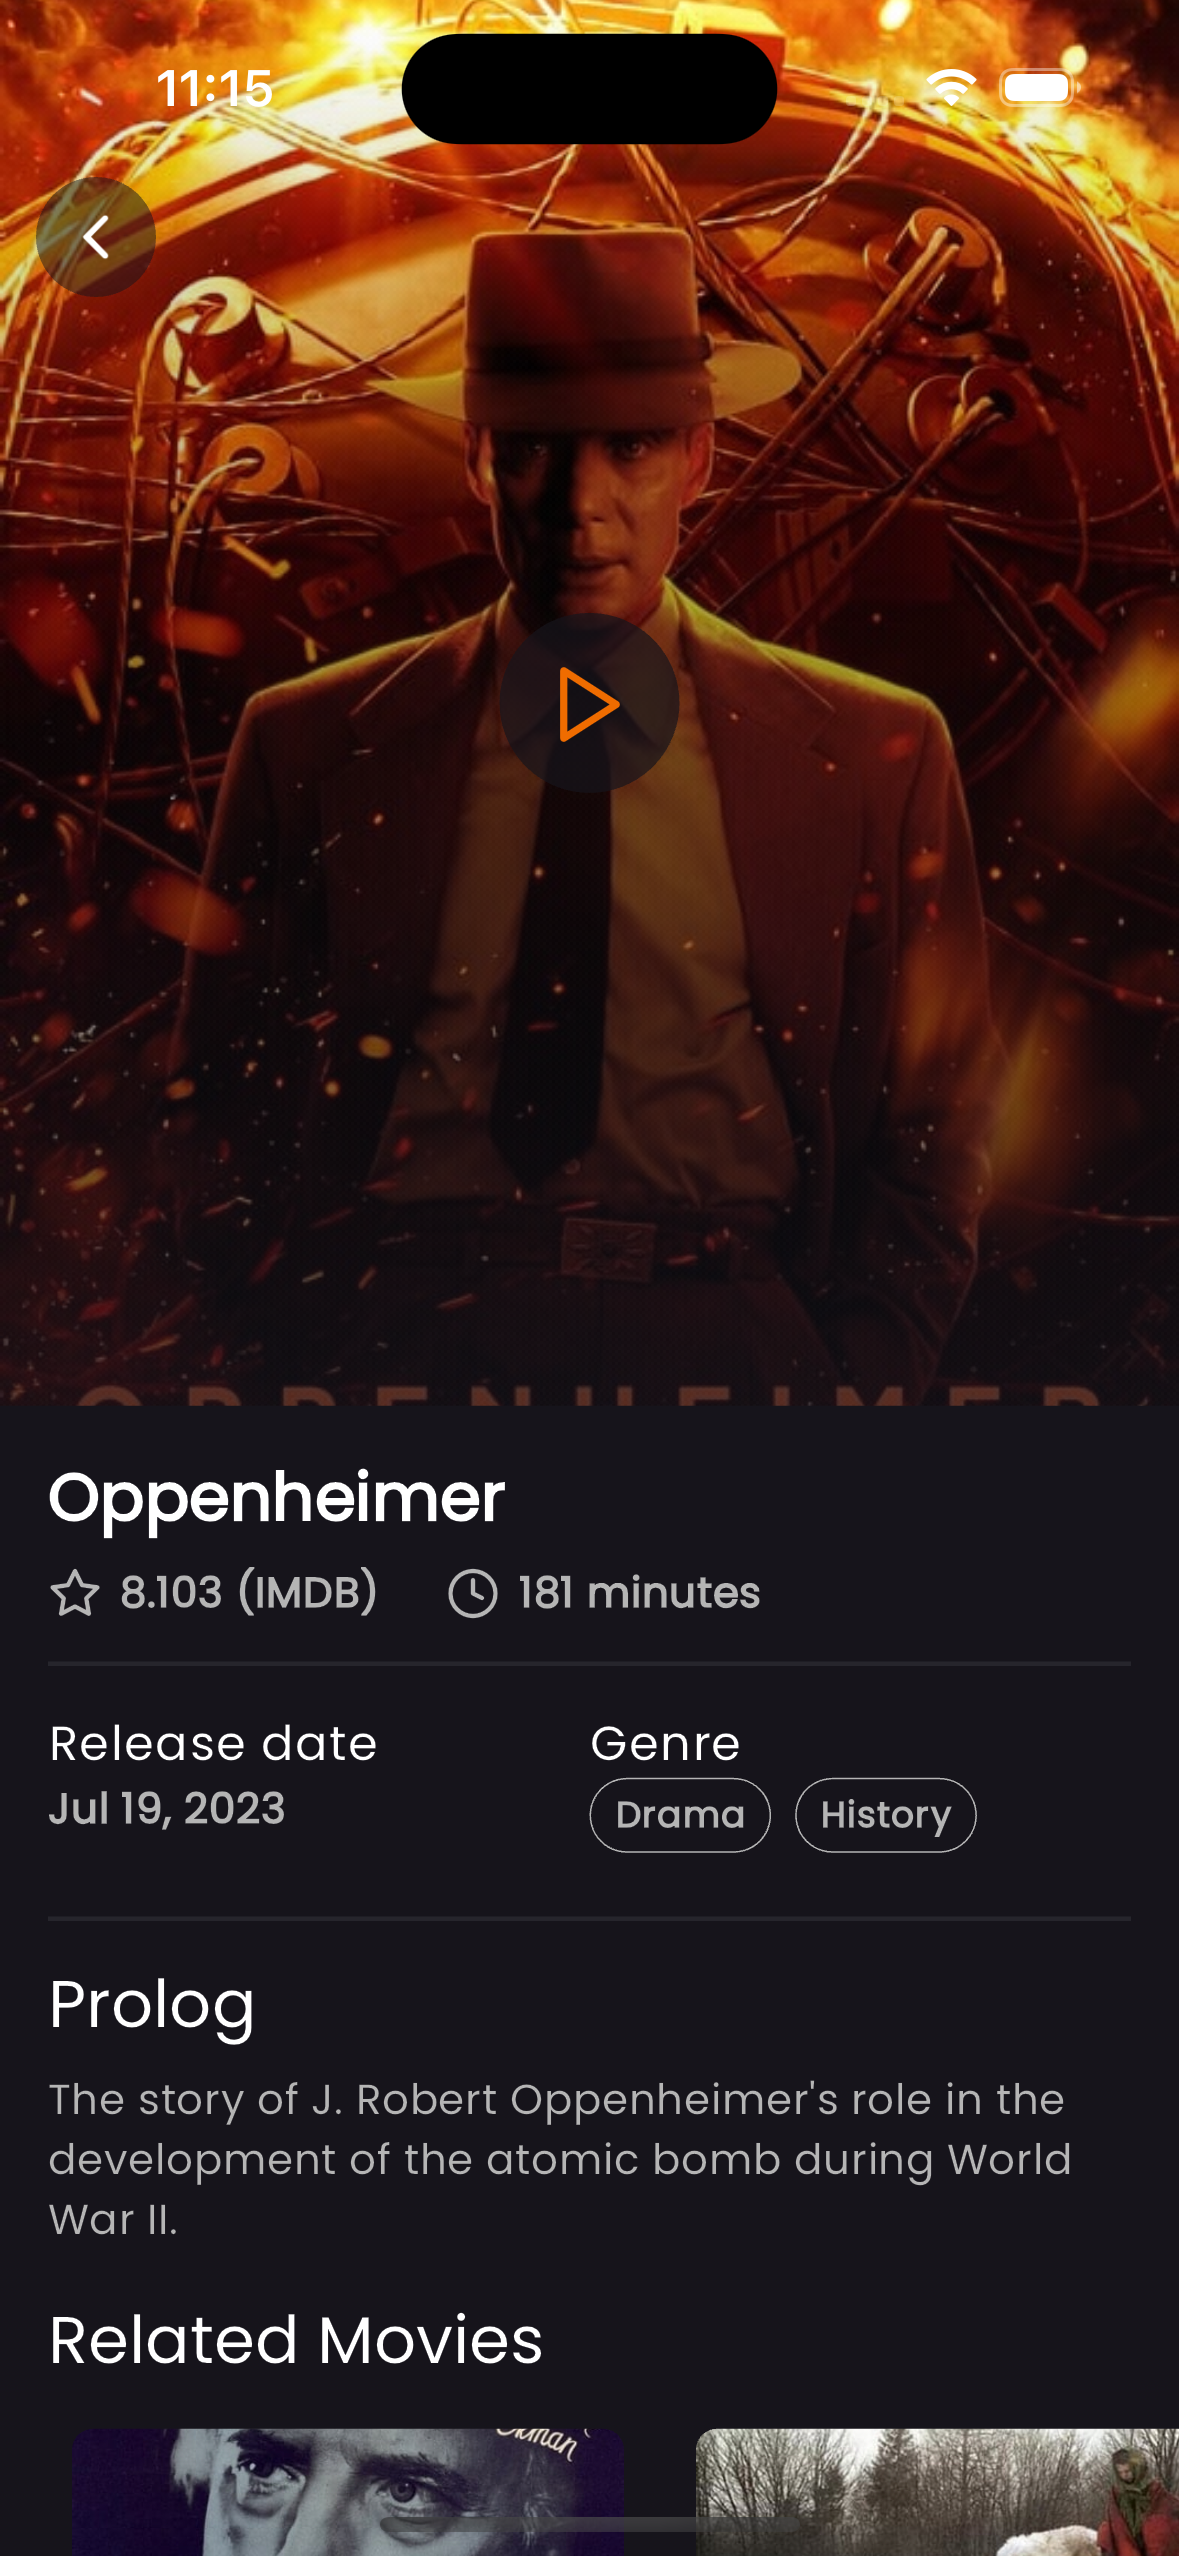 11:15
OPPENHEIMER
Oppenheimer
8.103 (IMDB) 181 minutes
Release date Genre
Jul 19, 2023 Drama History
Prolog
The story of J. Robert Oppenheimer's role in the
development of the atomic bomb during World
War II.
Related Movies